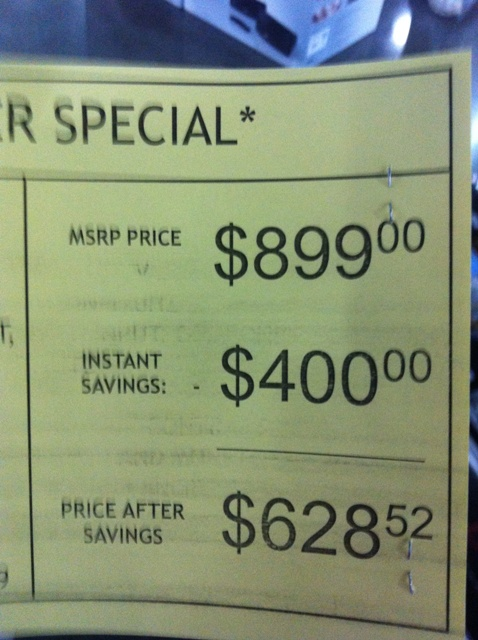 R SPECIAL*
MSRP PRICE $899⁰⁰
T,
INSTANT
SAVINGS: - $400⁰⁰
PRICE AFTER
SAVINGS $628⁵²
g